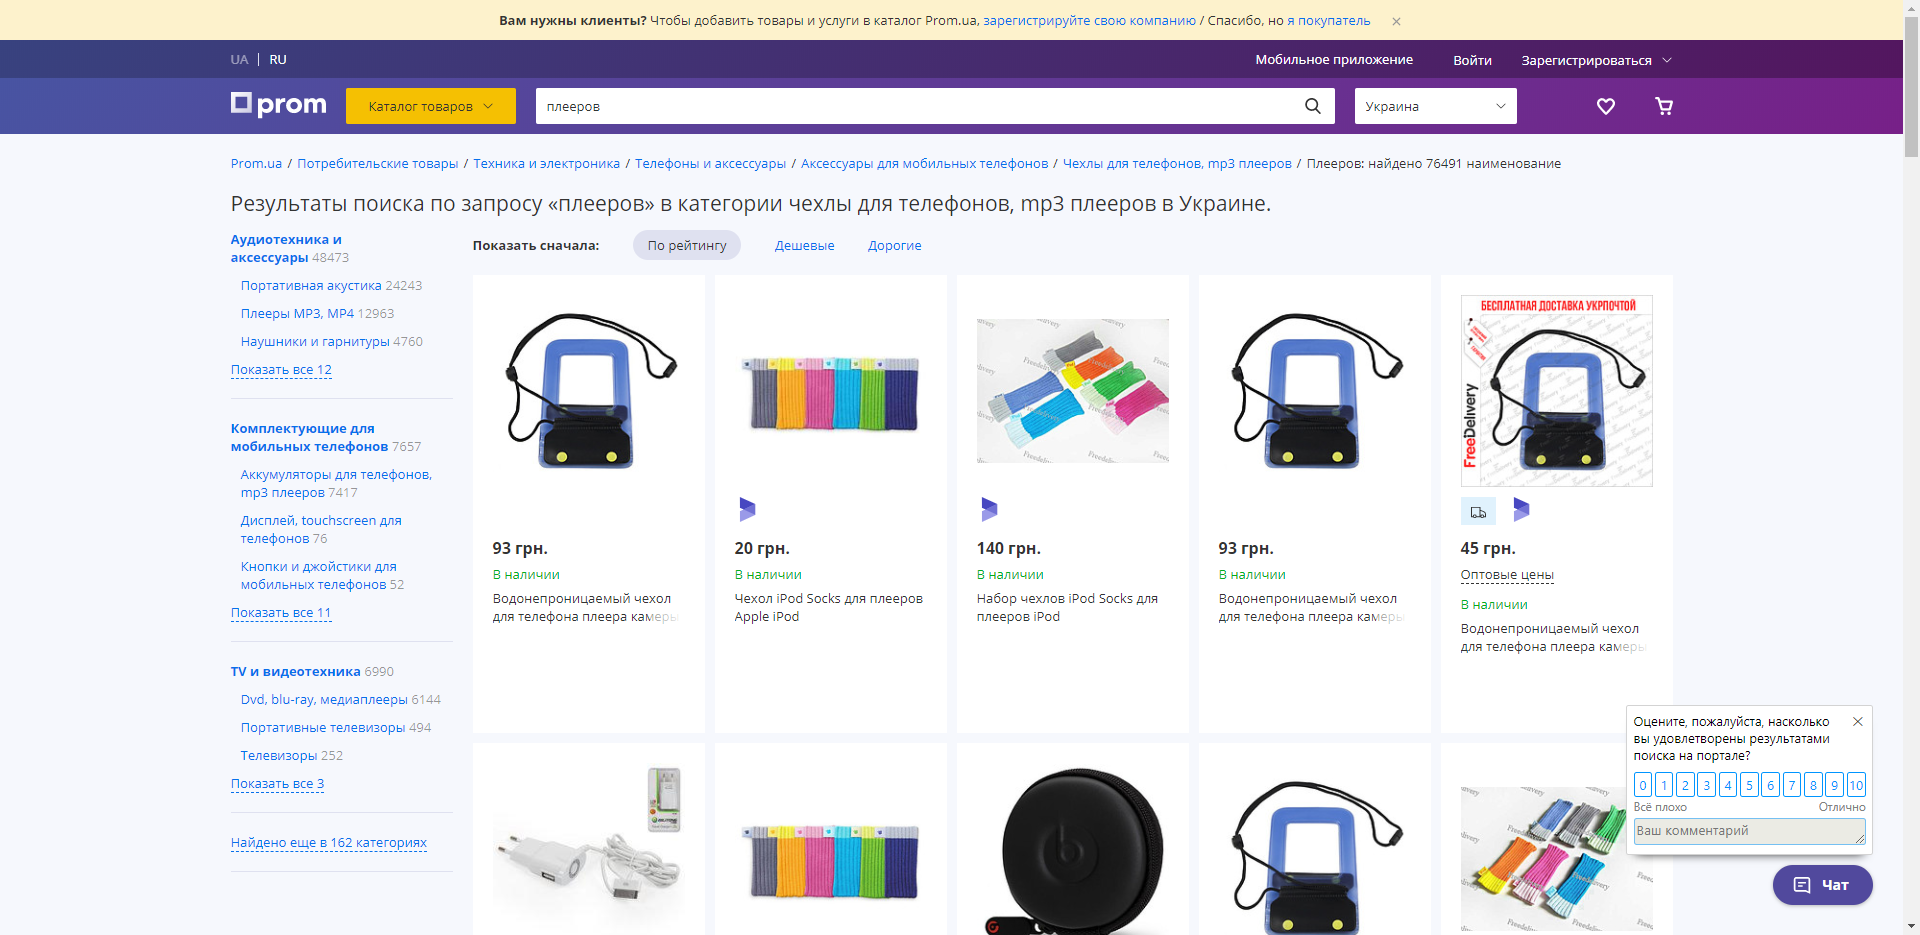 Вам нужны клиенты? Чтобы добавить товары и услуги в каталог Prom.ua, зарегистрируйте свою компанию / Спасибо, но я покупатель
UA | RU
Мобильное приложение
Войти
Зарегистрироваться
prom
Каталог товаров
плееров
Украина
Prom.ua / Потребительские товары / Техника и электроника / Телефоны и аксессуары / Аксессуары для мобильных телефонов / Чехлы для телефонов, mp3 плееров / Плееров: найдено 76491 наименование
Результаты поиска по запросу «плееров» в категории чехлы для телефонов, mp3 плееров в Украине.
Аудиотехника и
аксессуары 48473
Портативная акустика 24243
Плееры MP3, MP4 12963
Наушники и гарнитуры 4760
Показать все 12
Комплектующие для
мобильных телефонов 7657
Аккумуляторы для телефонов,
mp3 плееров 7417
Дисплей, touchscreen для
телефонов 76
Кнопки и джойстики для
мобильных телефонов 52
Показать все 11
TV и видеотехника 6990
Dvd, blu-ray, медиаплееры 6144
Портативные телевизоры 494
Телевизоры 252
Показать все 3
Найдено еще в 162 категориях
Показать сначала:
По рейтингу
Дешевые
Дорогие
93 грн.
В наличии
Водонепроницаемый чехол
для телефона плеера камеры
20 грн.
В наличии
Чехол iPod Socks для плееров
Apple iPod
Freedelivery
140 грн.
В наличии
Набор чехлов iPod Socks для
плееров iPod
93 грн.
В наличии
Водонепроницаемый чехол
для телефона плеера камеры
БЕСПЛАТНАЯ ДОСТАВКА УКРПОЧТОЙ
FreeDelivery
45 грн.
Оптовые цены
В наличии
Водонепроницаемый чехол
для телефона плеера камеры
Freedelivery
Оцените, пожалуйста, насколько
вы удовлетворены результатами
поиска на портале?
0 1 2 3 4 5 6 7 8 9 10
Всё плохо
Отлично
Ваш комментарий
Чат